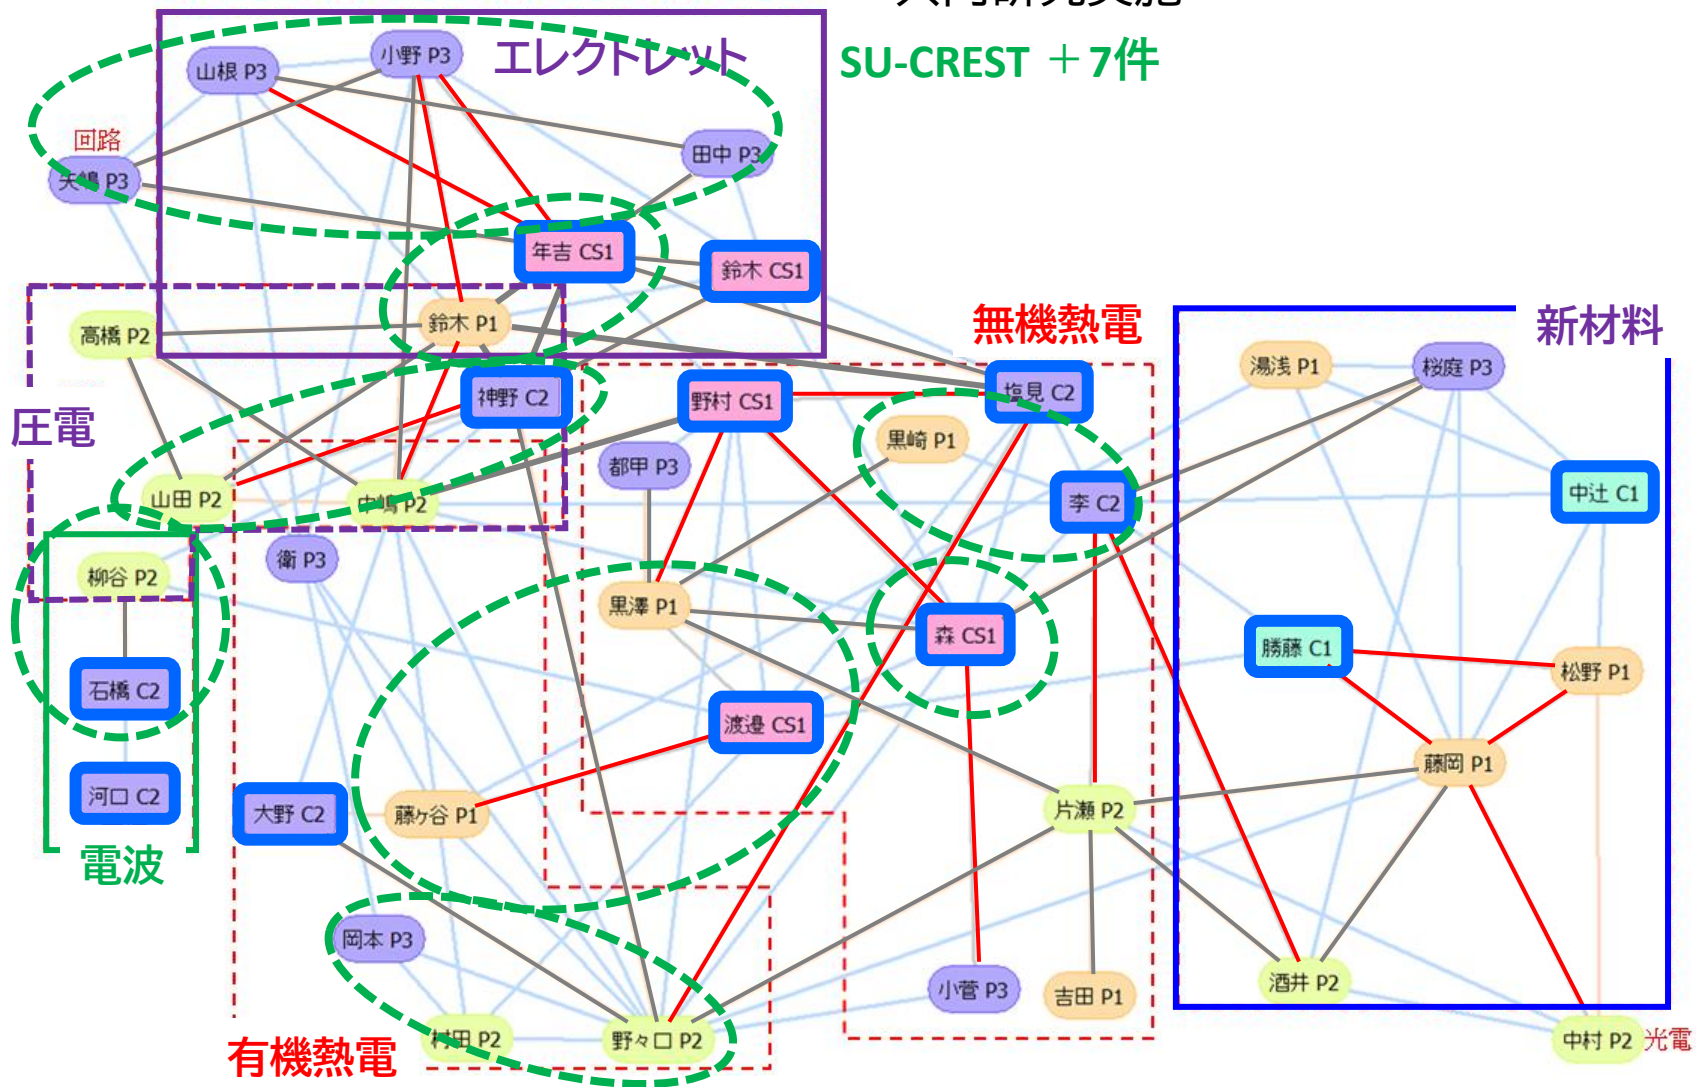 エレクトレット
SU-CREST ＋7件
山根 P3
小野 P3
回路
田中 P3
年吉 CS1
鈴木 CS1
鈴木 P1
高橋 P2
無機熱電
新材料
湯浅 P1
桜庭 P3
神野 C2
野村 CS1
塩見 C2
圧電
黒崎 P1
都甲 P3
山田 P2
中嶋 P2
李 C2
中辻 C1
衛 P3
柳谷 P2
黒澤 P1
森 CS1
勝藤 C1
松野 P1
石橋 C2
渡邉 CS1
藤岡 P1
河口 C2
大野 C2
藤ヶ谷 P1
片瀬 P2
電波
岡本 P3
小菅 P3
吉田 P1
酒井 P2
有機熱電
村田 P2
野々口 P2
中村 P2
光電